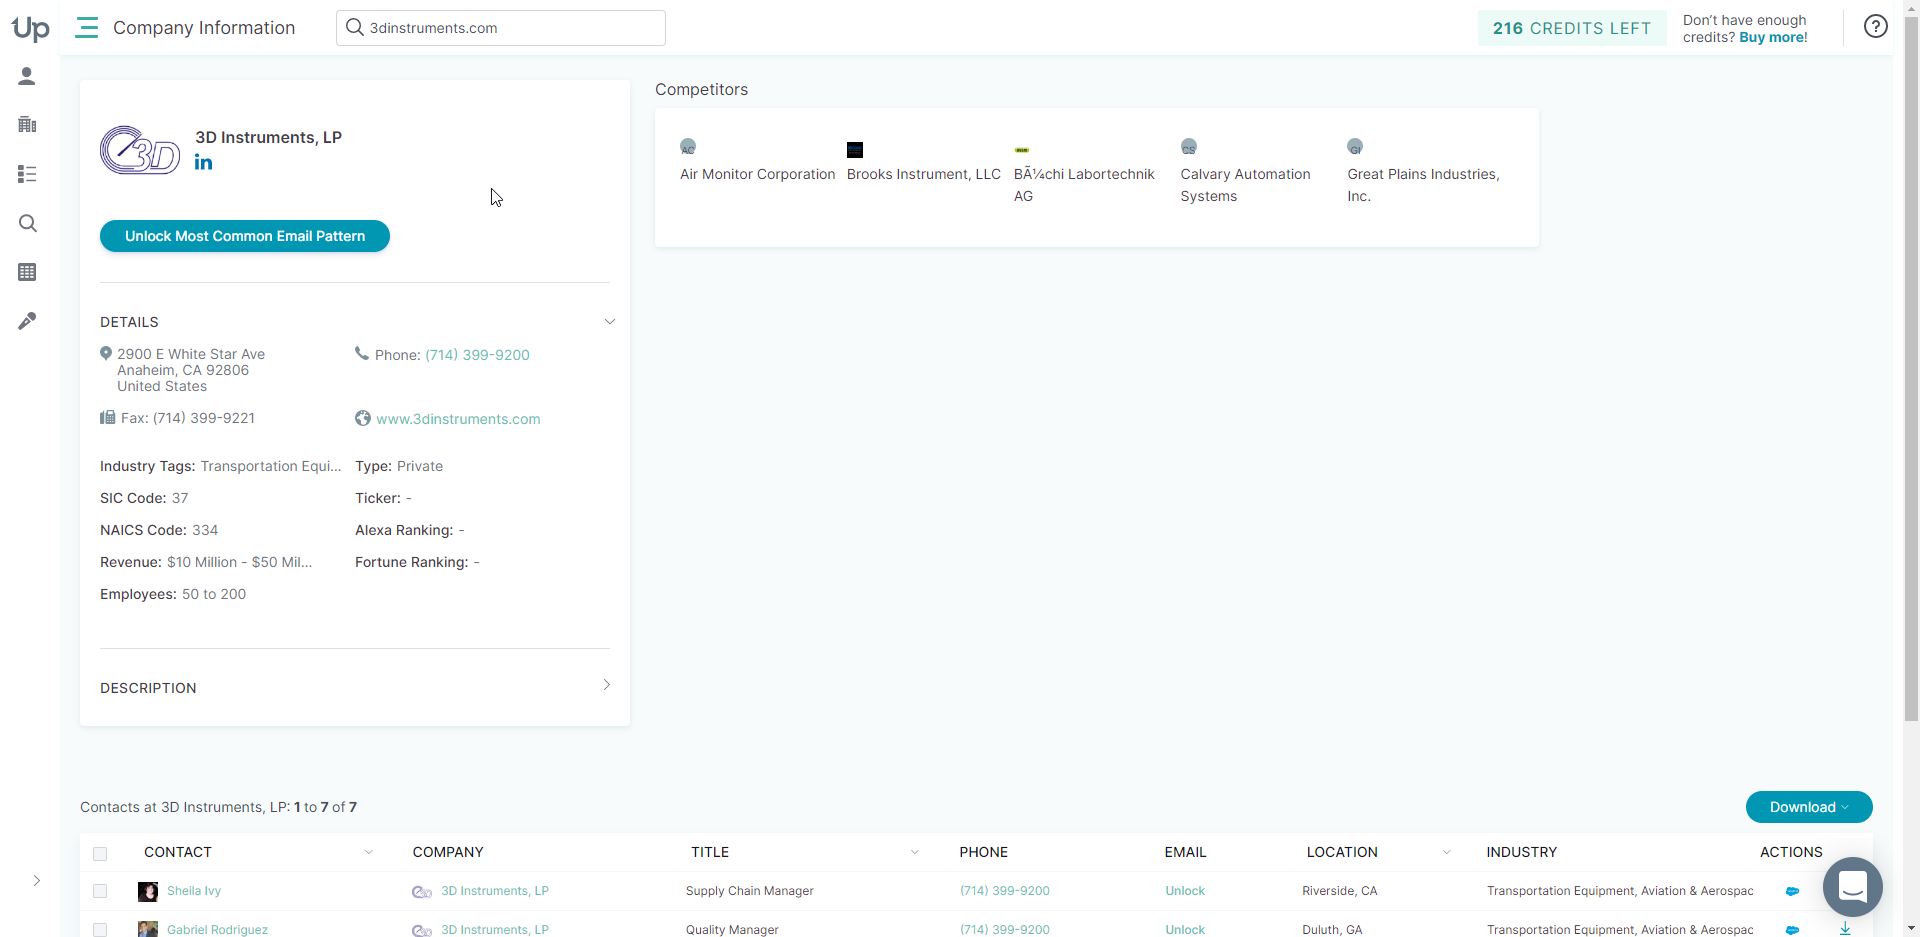 Up
Company Information
3dinstruments.com
216 CREDITS LEFT
Don't have enough
credits? Buy more!
3D
3D Instruments, LP
in
Unlock Most Common Email Pattern
DETAILS
2900 E White Star Ave
Anaheim, CA 92806
United States
Phone: (714) 399-9200
Fax: (714) 399-9221
www.3dinstruments.com
Industry Tags: Transportation Equi...
Type: Private
SIC Code: 37
Ticker: -
NAICS Code: 334
Alexa Ranking: -
Revenue: $10 Million - $50 Mil...
Fortune Ranking: -
Employees: 50 to 200
DESCRIPTION
Competitors
AC
Air Monitor Corporation
Brooks Instrument, LLC
BÃ¼chi Labortechnik
AG
CS
Calvary Automation
Systems
GI
Great Plains Industries,
Inc.
Contacts at 3D Instruments, LP: 1 to 7 of 7
Download
CONTACT COMPANY TITLE PHONE EMAIL LOCATION INDUSTRY ACTIONS
Sheila Ivy 3D Instruments, LP Supply Chain Manager (714) 399-9200 Unlock Riverside, CA Transportation Equipment, Aviation & Aerospac
Gabriel Rodriguez 3D Instruments, LP Quality Manager (714) 399-9200 Unlock Duluth, GA Transportation Equipment, Aviation & Aerospac